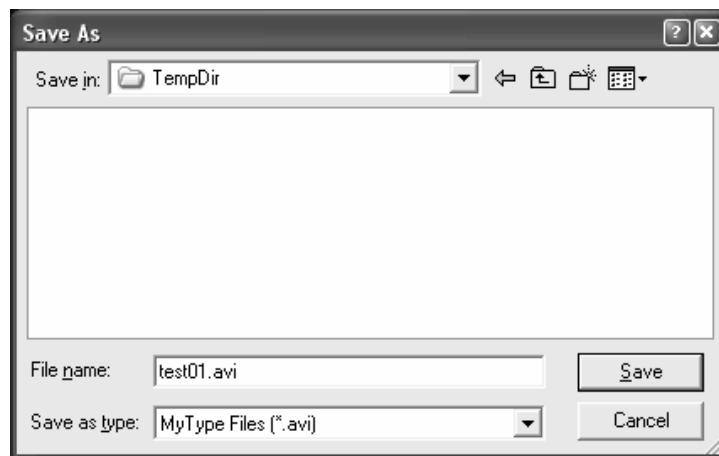 Save As
Save in: TempDir
File name: test01.avi
Save
Save as type: MyType Files (*.avi)
Cancel